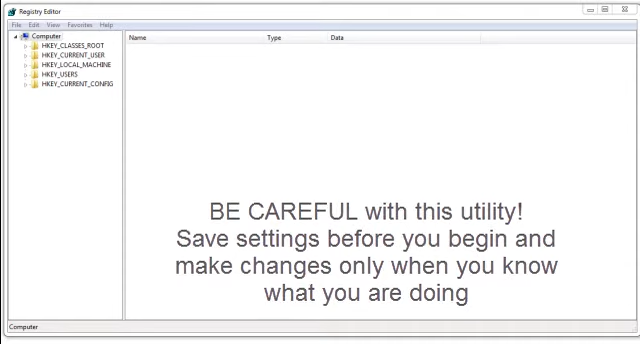 Registry Editor
File Edit View Favorites Help
Computer
HKEY_CLASSES_ROOT
HKEY_CURRENT_USER
HKEY_LOCAL_MACHINE
HKEY_USERS
HKEY_CURRENT_CONFIG
Name Type Data
BE CAREFUL with this utility!
Save settings before you begin and
make changes only when you know
what you are doing
Computer